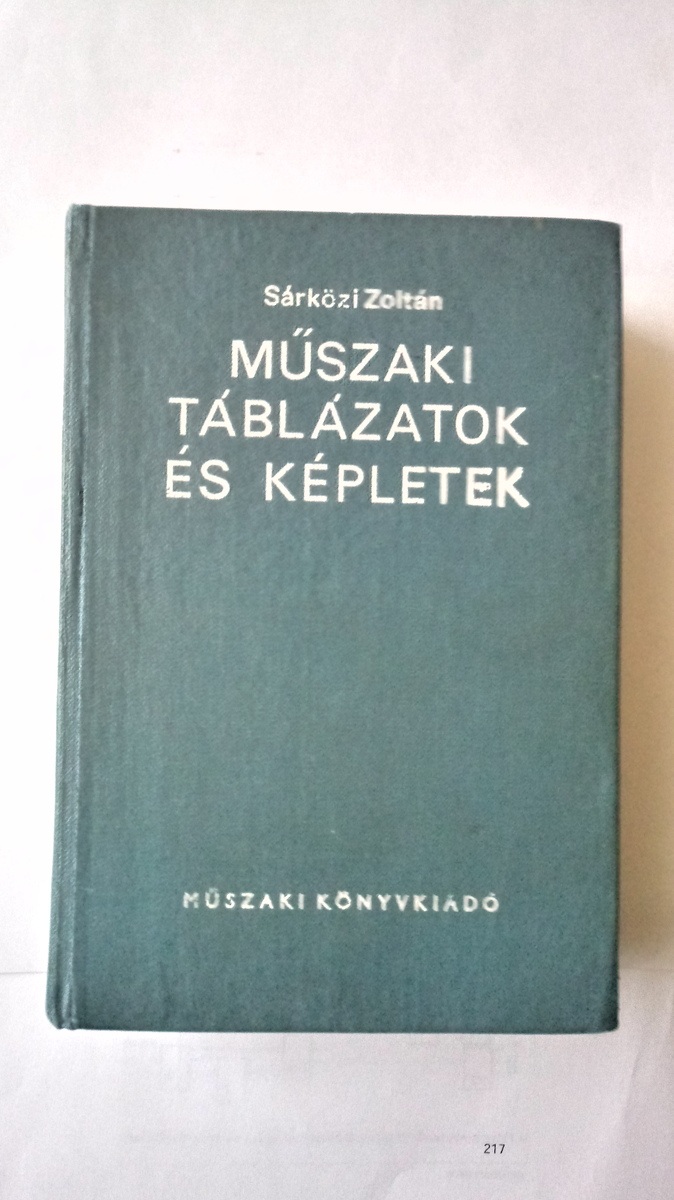 Sárközi Zoltán
MŰSZAKI
TÁBLÁZATOK
ÉS KÉPLETEK
MŰSZAKI KÖNYVKIADÓ
217